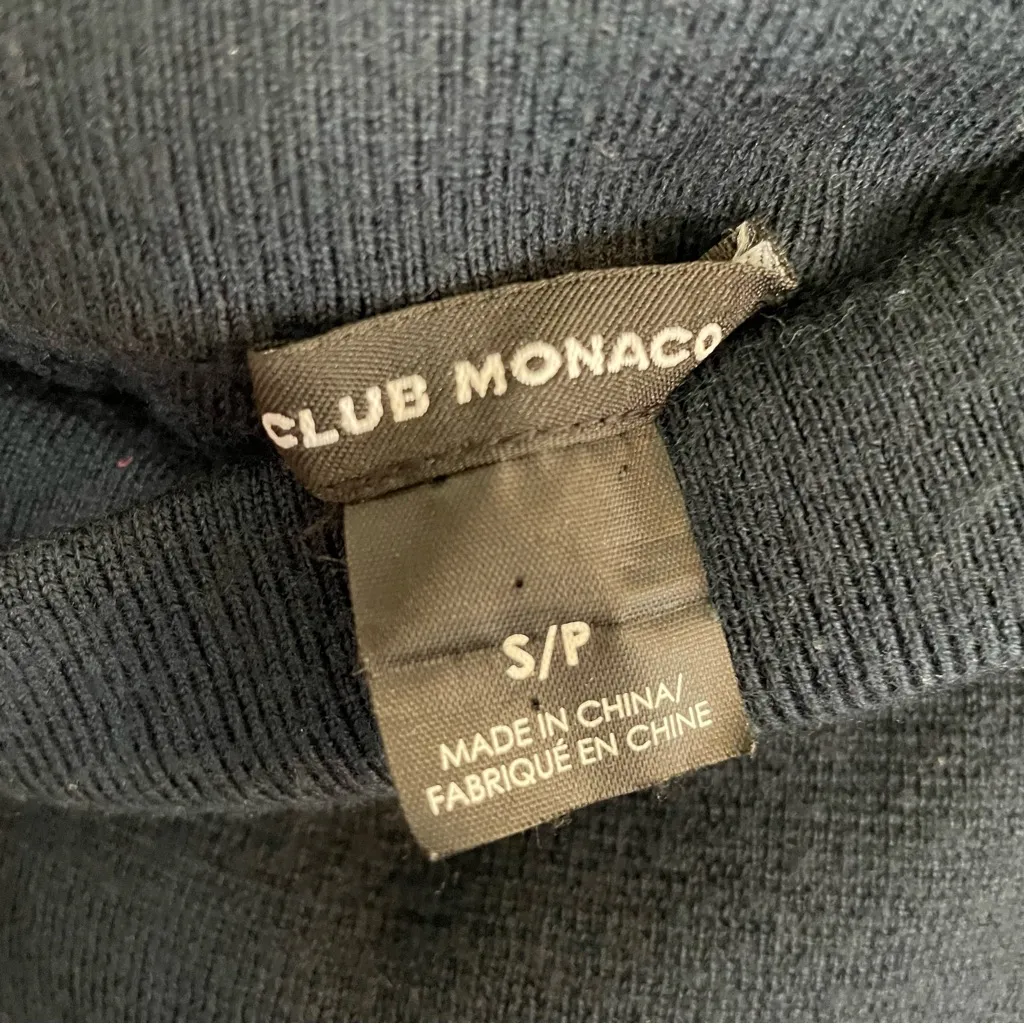 CLUB MONACO
S/P
MADE IN CHINA/
FABRIQUÉ EN CHINE